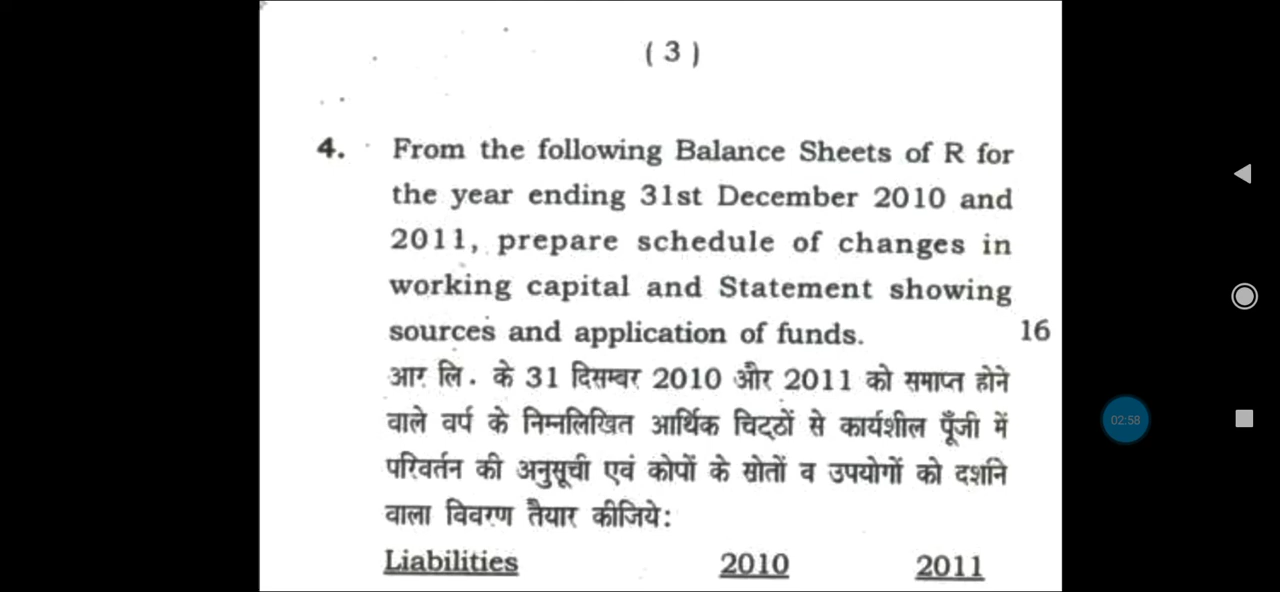 ( 3 )
4. From the following Balance Sheets of R for
the year ending 31st December 2010 and
2011, prepare schedule of changes in
working capital and Statement showing
sources and application of funds. 16
आर लि. के 31 दिसम्बर 2010 और 2011 को समाप्त होने
वाले वर्ष के निम्नलिखित आर्थिक चिट्ठों से कार्यशील पूँजी में
परिवर्तन की अनुसूची एवं कोषों के स्रोतों व उपयोगों को दर्शाने
वाला विवरण तैयार कीजिये:
Liabilities 2010 2011
02:58